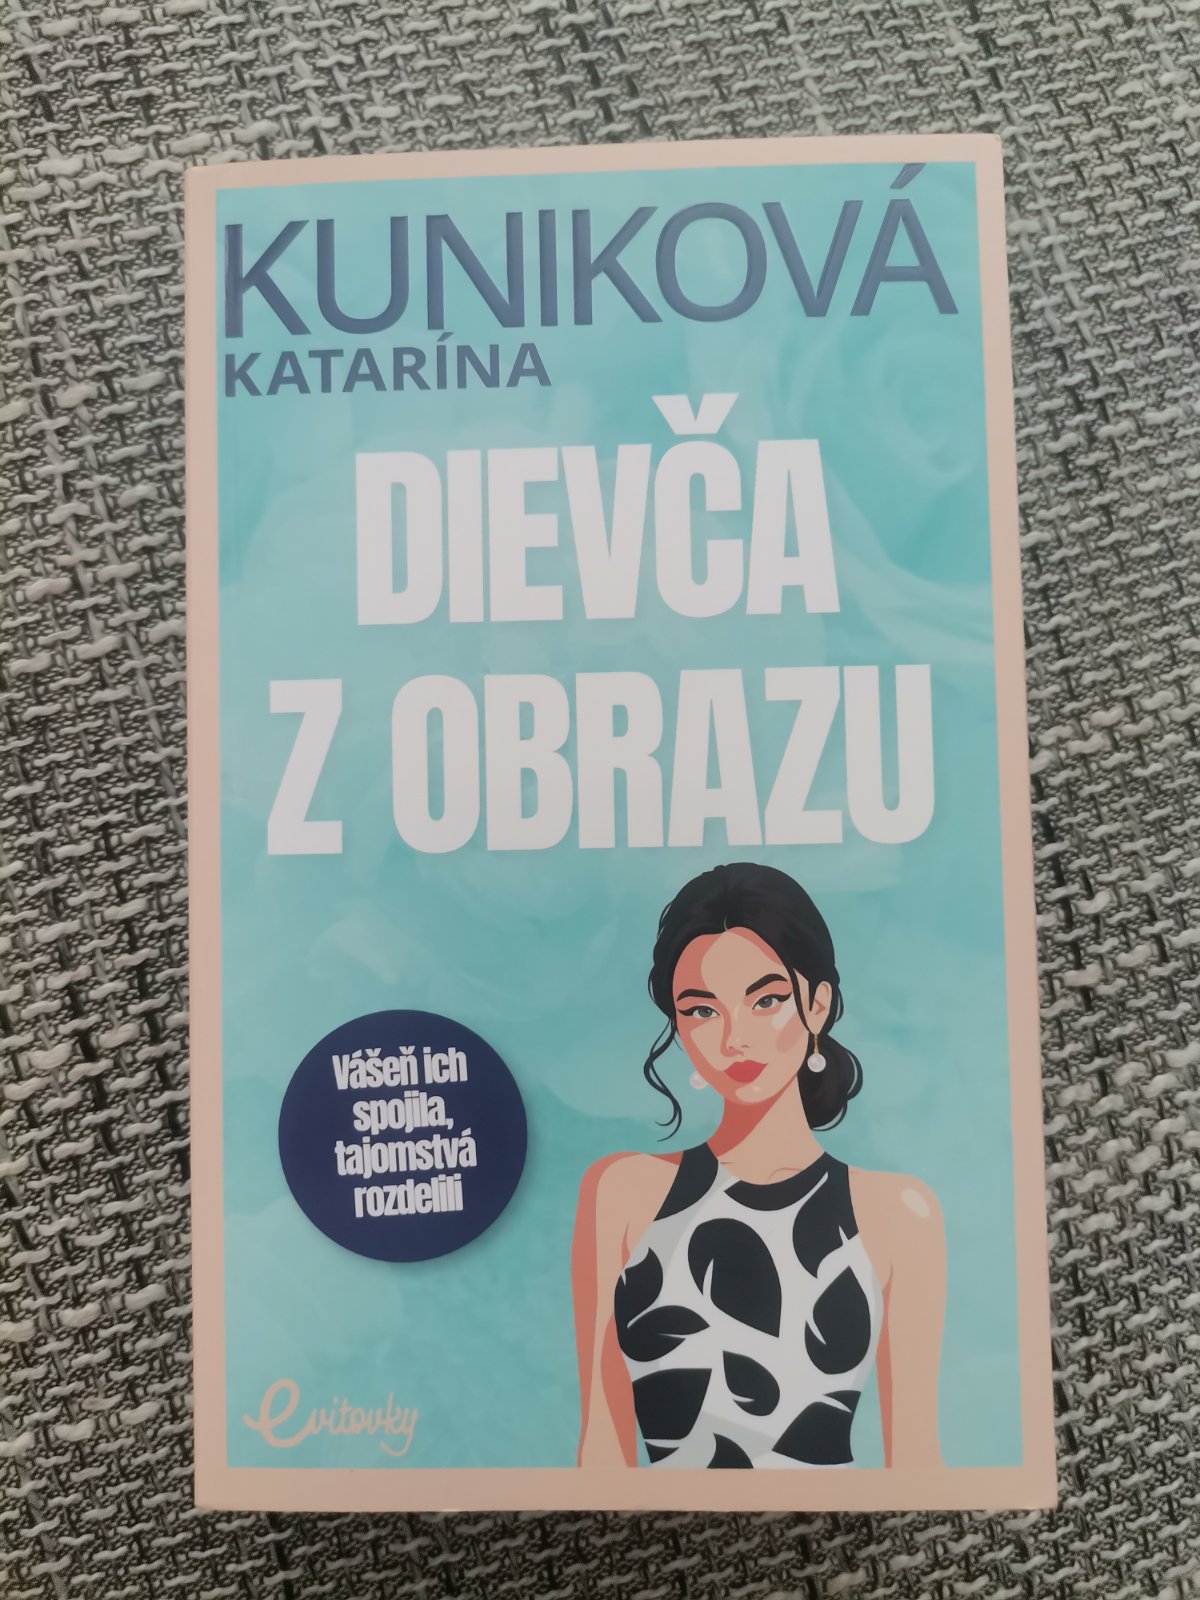 KUNIKOVÁ
KATARÍNA
DIEVČA
Z OBRAZU
Vášeň ich
spojila,
tajomstvá
rozdelili
evitovky